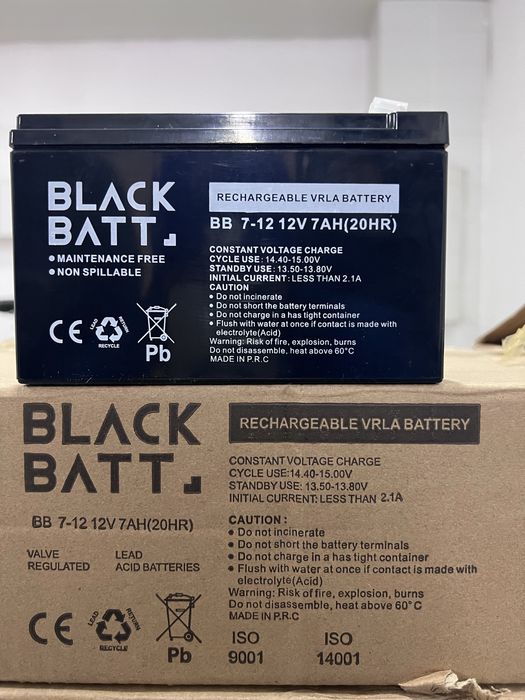 BLACK
BATT
• MAINTENANCE FREE
• NON SPILLABLE
CE
LEAD RETURN
RECYCLE
Pb
RECHARGEABLE VRLA BATTERY
BB 7-12 12V 7AH(20HR)
CONSTANT VOLTAGE CHARGE
CYCLE USE: 14.40-15.00V
STANDBY USE: 13.50-13.80V
INITIAL CURRENT: LESS THAN 2.1A
CAUTION
• Do not incinerate
• Do not short the battery terminals
• Do not charge in a has tight container
• Flush with water at once if contact is made with
electrolyte(Acid)
Warning: Risk of fire, explosion, burns
Do not disassemble, heat above 60°C
MADE IN P.R.C
BLACK
BATT
BB 7-12 12V 7AH(20HR)
VALVE
REGULATED
LEAD
ACID BATTERIES
CE
LEAD RETURN
RECYCLE
Pb
RECHARGEABLE VRLA BATTERY
CONSTANT VOLTAGE CHARGE
CYCLE USE:14.40-15.00V
STANDBY USE: 13.50-13.80V
INITIAL CURRENT: LESS THAN 2.1A
CAUTION :
• Do not incinerate
• Do not short the battery terminals
• Do not charge in a has tight container
• Flush with water at once if contact is made with
electrolyte(Acid)
Warning: Risk of fire, explosion, burns
Do not disassemble, heat above 60°C
MADE IN P.R.C
ISO
9001
ISO
14001